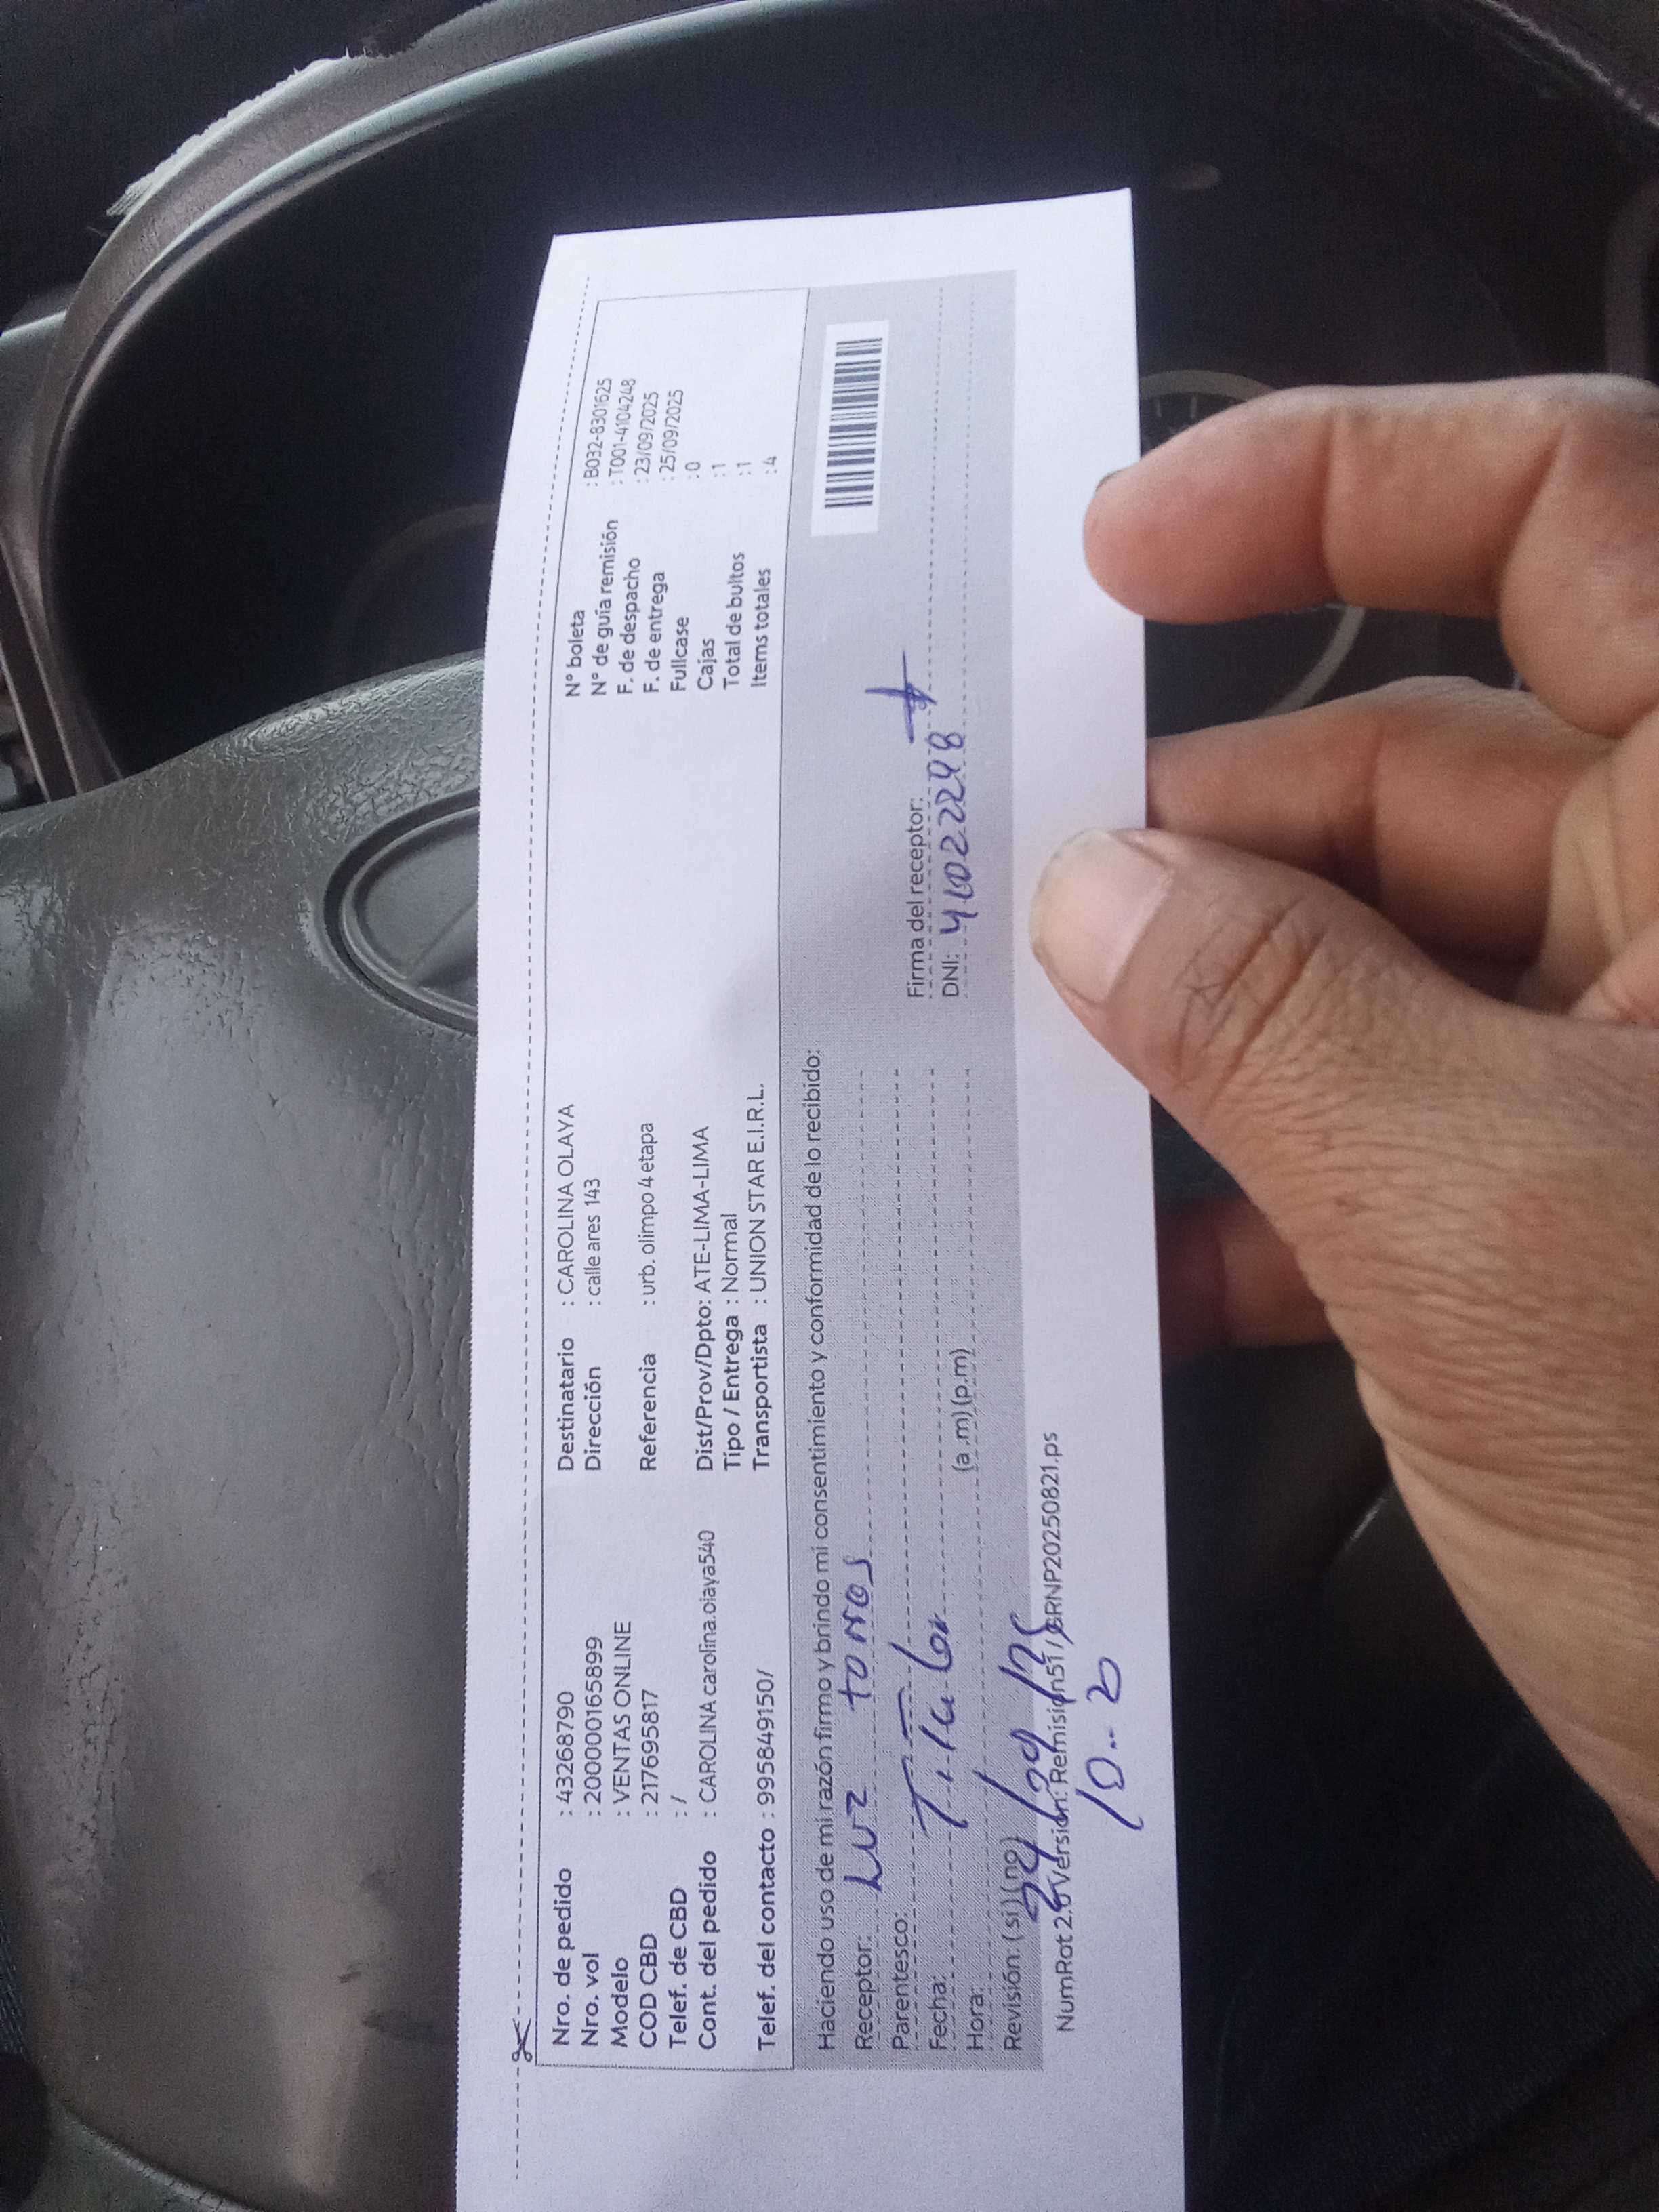 Nro. de pedido : 43268790
Nro. vol : 200000165899
Modelo : VENTAS ONLINE
COD CBD : 217695817
Telef. de CBD : /
Cont. del pedido : CAROLINA carolina.olaya540
Telef. del contacto : 995849150/
Destinatario : CAROLINA OLAYA
Dirección : calle ares 143
Referencia : urb. olimpo 4 etapa
Dist/Prov/Dpto: ATE-LIMA-LIMA
Tipo / Entrega : Normal
Transportista : UNION STAR E.I.R.L.
N° boleta : B032-8301625
N° de guía remisión : T001-4104248
F. de despacho : 23/09/2025
F. de entrega : 25/09/2025
Fullcase : 0
Cajas : 1
Total de bultos : 1
Items totales : 4
Haciendo uso de mi razón firmo y brindo mi consentimiento y conformidad de lo recibido:
Receptor: Luz torres
Parentesco: Titular
Fecha:
Hora: (a.m) (p.m)
Revisión: (si) (no)
Firma del receptor:
DNI: 41022298
NumRot 2.0 Versión: Remision51 / GRNP20250821.ps